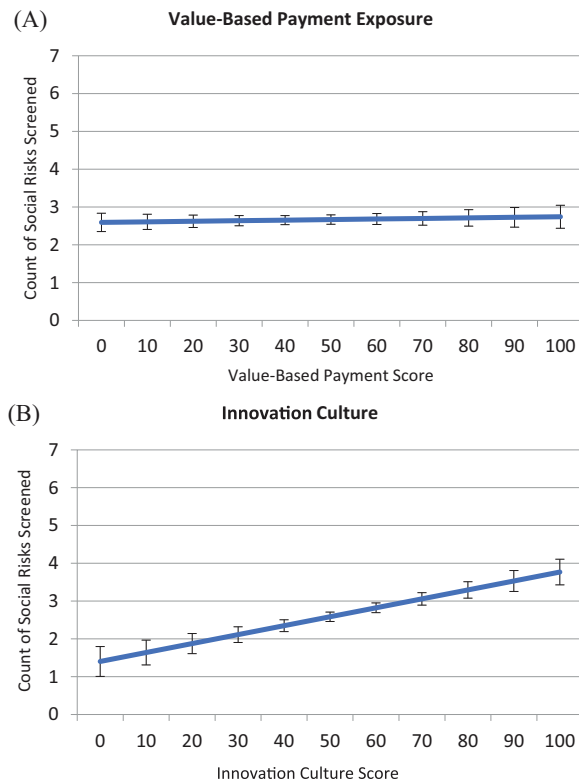 (A)
Value-Based Payment Exposure
Count of Social Risks Screened
7
6
5
4
3
2
1
0
0 10 20 30 40 50 60 70 80 90 100
Value-Based Payment Score
(B)
Innovation Culture
Count of Social Risks Screened
7
6
5
4
3
2
1
0
0 10 20 30 40 50 60 70 80 90 100
Innovation Culture Score